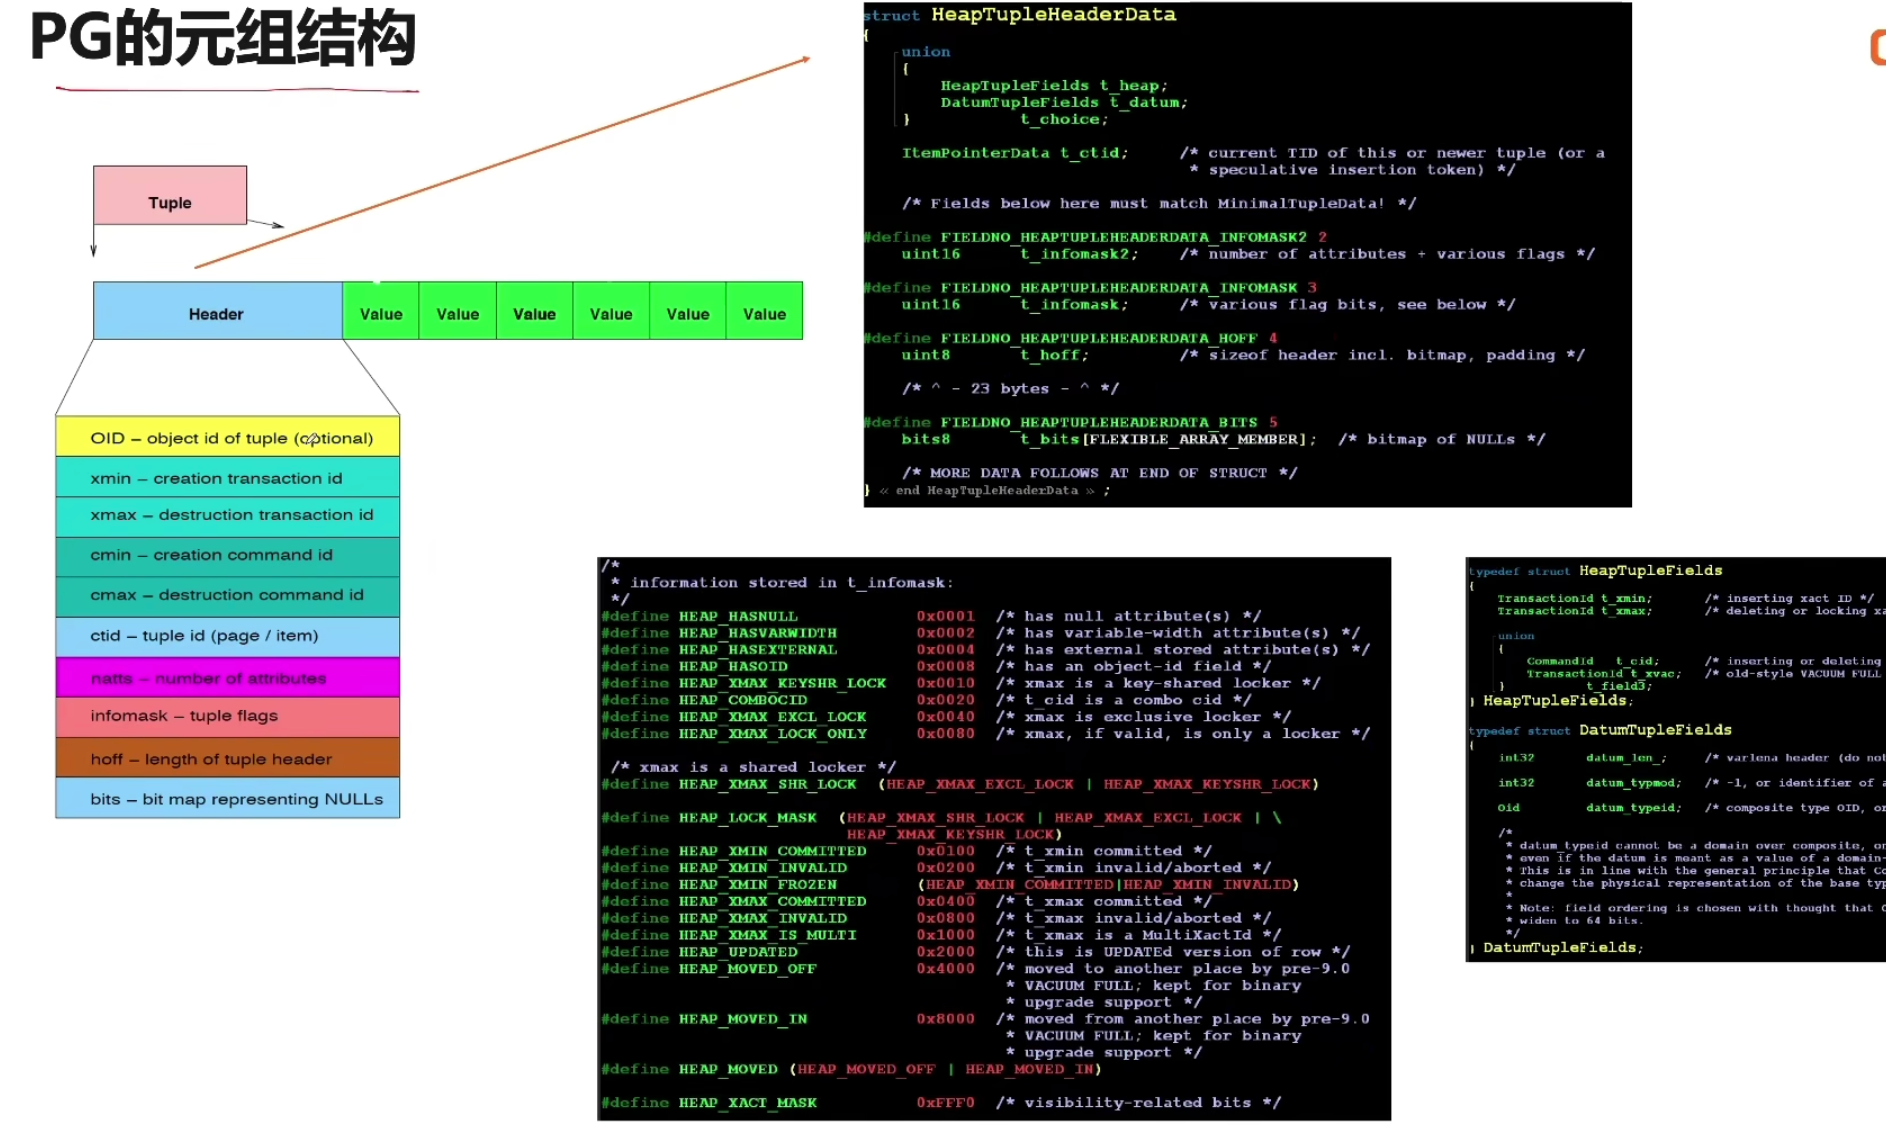 PG的元组结构
Tuple
Header Value Value Value Value Value Value
OID – object id of tuple (optional)
xmin – creation transaction id
xmax – destruction transaction id
cmin – creation command id
cmax – destruction command id
ctid – tuple id (page / item)
natts – number of attributes
infomask – tuple flags
hoff – length of tuple header
bits – bit map representing NULLs
struct HeapTupleHeaderData
{
union
{
HeapTupleFields t_heap;
DatumTupleFields t_datum;
} t_choice;
ItemPointerData t_ctid; /* current TID of this or newer tuple (or a
* speculative insertion token) */
/* Fields below here must match MinimalTupleData! */
#define FIELDNO_HEAPTUPLEHEADERDATA_INFOMASK2 2
uint16 t_infomask2; /* number of attributes + various flags */
#define FIELDNO_HEAPTUPLEHEADERDATA_INFOMASK 3
uint16 t_infomask; /* various flag bits, see below */
#define FIELDNO_HEAPTUPLEHEADERDATA_HOFF 4
uint8 t_hoff; /* sizeof header incl. bitmap, padding */
/* ^ - 23 bytes - ^ */
#define FIELDNO_HEAPTUPLEHEADERDATA_BITS 5
bits8 t_bits[FLEXIBLE_ARRAY_MEMBER]; /* bitmap of NULLs */
/* MORE DATA FOLLOWS AT END OF STRUCT */
} « end HeapTupleHeaderData » ;
/*
* information stored in t_infomask:
*/
#define HEAP_HASNULL 0x0001 /* has null attribute(s) */
#define HEAP_HASVARWIDTH 0x0002 /* has variable-width attribute(s) */
#define HEAP_HASEXTERNAL 0x0004 /* has external stored attribute(s) */
#define HEAP_HASOID 0x0008 /* has an object-id field */
#define HEAP_XMAX_KEYSHR_LOCK 0x0010 /* xmax is a key-shared locker */
#define HEAP_COMBOCID 0x0020 /* t_cid is a combo cid */
#define HEAP_XMAX_EXCL_LOCK 0x0040 /* xmax is exclusive locker */
#define HEAP_XMAX_LOCK_ONLY 0x0080 /* xmax, if valid, is only a locker */
/* xmax is a shared locker */
#define HEAP_XMAX_SHR_LOCK (HEAP_XMAX_EXCL_LOCK | HEAP_XMAX_KEYSHR_LOCK)
#define HEAP_LOCK_MASK (HEAP_XMAX_SHR_LOCK | HEAP_XMAX_EXCL_LOCK | \
HEAP_XMAX_KEYSHR_LOCK)
#define HEAP_XMIN_COMMITTED 0x0100 /* t_xmin committed */
#define HEAP_XMIN_INVALID 0x0200 /* t_xmin invalid/aborted */
#define HEAP_XMIN_FROZEN (HEAP_XMIN_COMMITTED|HEAP_XMIN_INVALID)
#define HEAP_XMAX_COMMITTED 0x0400 /* t_xmax committed */
#define HEAP_XMAX_INVALID 0x0800 /* t_xmax invalid/aborted */
#define HEAP_XMAX_IS_MULTI 0x1000 /* t_xmax is a MultiXactId */
#define HEAP_UPDATED 0x2000 /* this is UPDATEd version of row */
#define HEAP_MOVED_OFF 0x4000 /* moved to another place by pre-9.0
* VACUUM FULL; kept for binary
* upgrade support */
#define HEAP_MOVED_IN 0x8000 /* moved from another place by pre-9.0
* VACUUM FULL; kept for binary
* upgrade support */
#define HEAP_MOVED (HEAP_MOVED_OFF | HEAP_MOVED_IN)
#define HEAP_XACT_MASK 0xFFF0 /* visibility-related bits */
typedef struct HeapTupleFields
{
TransactionId t_xmin; /* inserting xact ID */
TransactionId t_xmax; /* deleting or locking
union
{
CommandId t_cid; /* inserting or deleting
TransactionId t_xvac; /* old-style VACUUM FULL
} t_field3;
} HeapTupleFields;
typedef struct DatumTupleFields
{
int32 datum_len_; /* varlena header (do
int32 datum_typmod; /* -1, or identifier of
Oid datum_typeid; /* composite type OID,
/*
* datum_typeid cannot be a domain over composite,
* even if the datum is meant as a value of a
* This is in line with the general principle that
* change the physical representation of the base
*
* Note: field ordering is chosen with thought that
* widen to 64 bits.
*/
} DatumTupleFields;